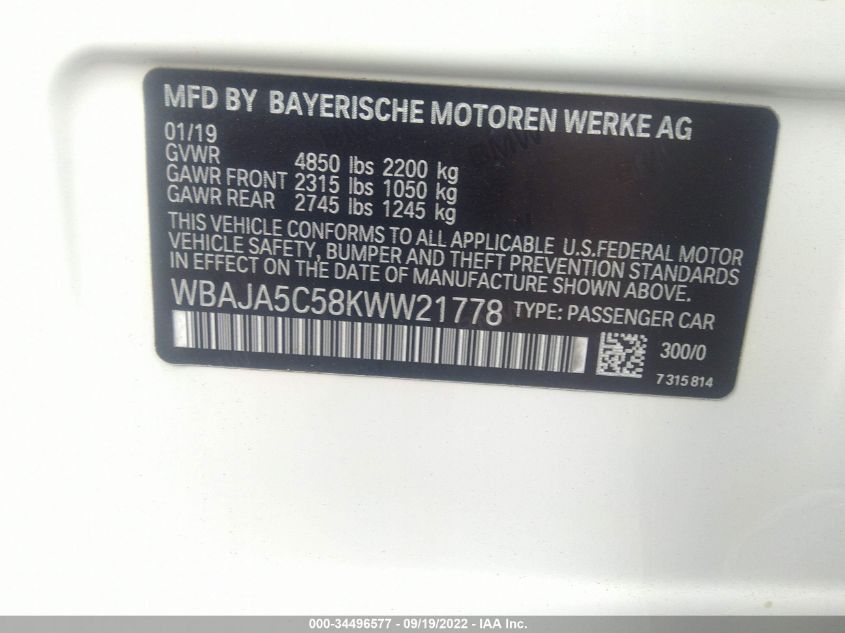 MFD BY BAYERISCHE MOTOREN WERKE AG
01/19
GVWR 4850 lbs 2200 kg
GAWR FRONT 2315 lbs 1050 kg
GAWR REAR 2745 lbs 1245 kg
THIS VEHICLE CONFORMS TO ALL APPLICABLE U.S.FEDERAL MOTOR
VEHICLE SAFETY, BUMPER AND THEFT PREVENTION STANDARDS
IN EFFECT ON THE DATE OF MANUFACTURE SHOWN ABOVE.
WBAJA5C58KWW21778 TYPE: PASSENGER CAR
300/0
7 315 814
000-34496577 - 09/19/2022 - IAA Inc.